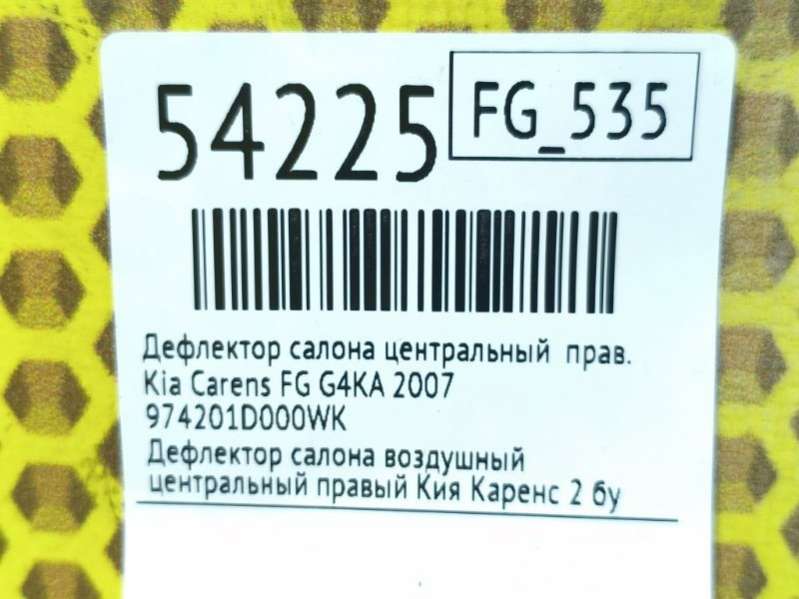 54225
FG_535
Дефлектор салона центральный прав.
Kia Carens FG G4KA 2007
974201D000WK
Дефлектор салона воздушный
центральный правый Кия Каренс 2 бу